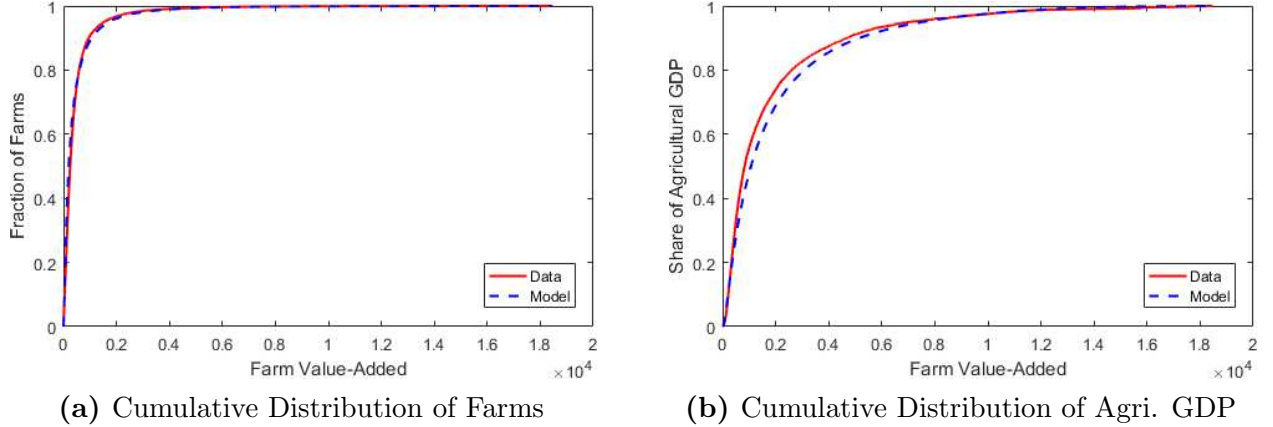 1
0.8
0.6
0.4
0.2
0
Fraction of Farms
Data
Model
0 0.2 0.4 0.6 0.8 1 1.2 1.4 1.6 1.8 2
Farm Value-Added
×10⁴
(a) Cumulative Distribution of Farms
1
0.8
0.6
0.4
0.2
0
Share of Agricultural GDP
Data
Model
0 0.2 0.4 0.6 0.8 1 1.2 1.4 1.6 1.8 2
Farm Value-Added
×10⁴
(b) Cumulative Distribution of Agri. GDP